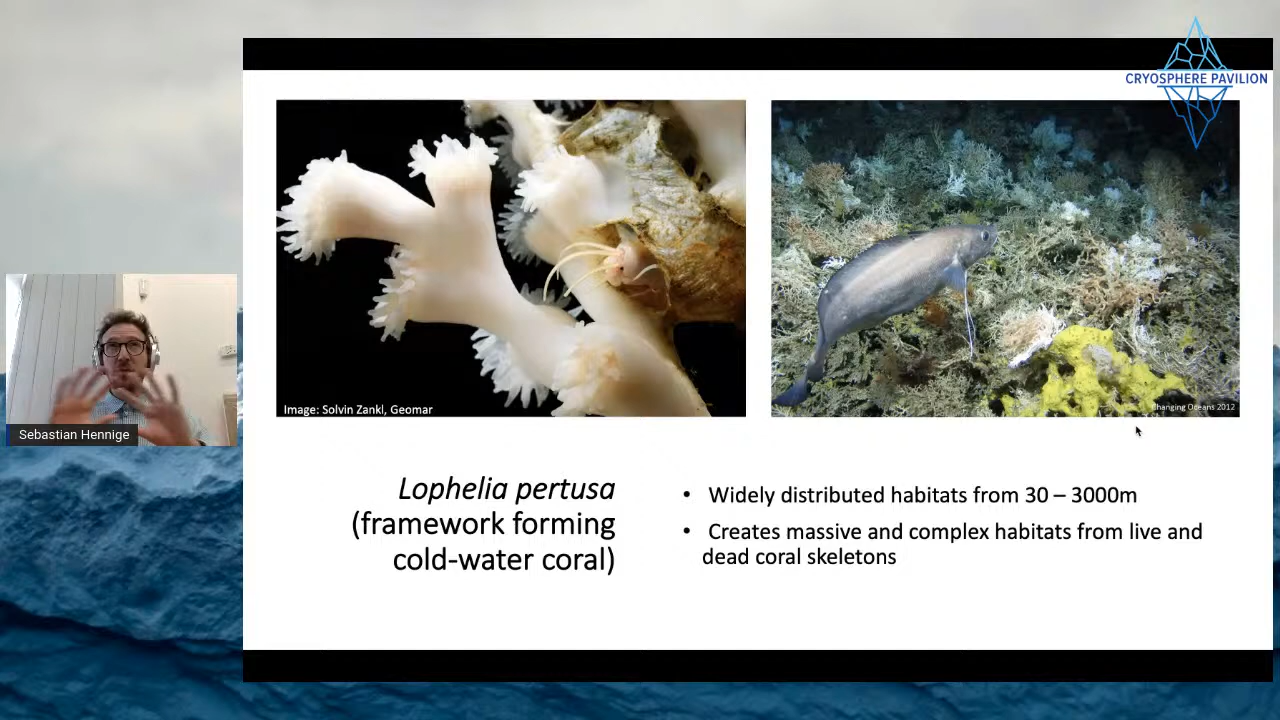 CRYOSPHERE PAVILION
Image: Solvin Zankl, Geomar
Changing Oceans 2012
Sebastian Hennige
Lophelia pertusa
(framework forming
cold-water coral)
• Widely distributed habitats from 30 – 3000m
• Creates massive and complex habitats from live and
dead coral skeletons